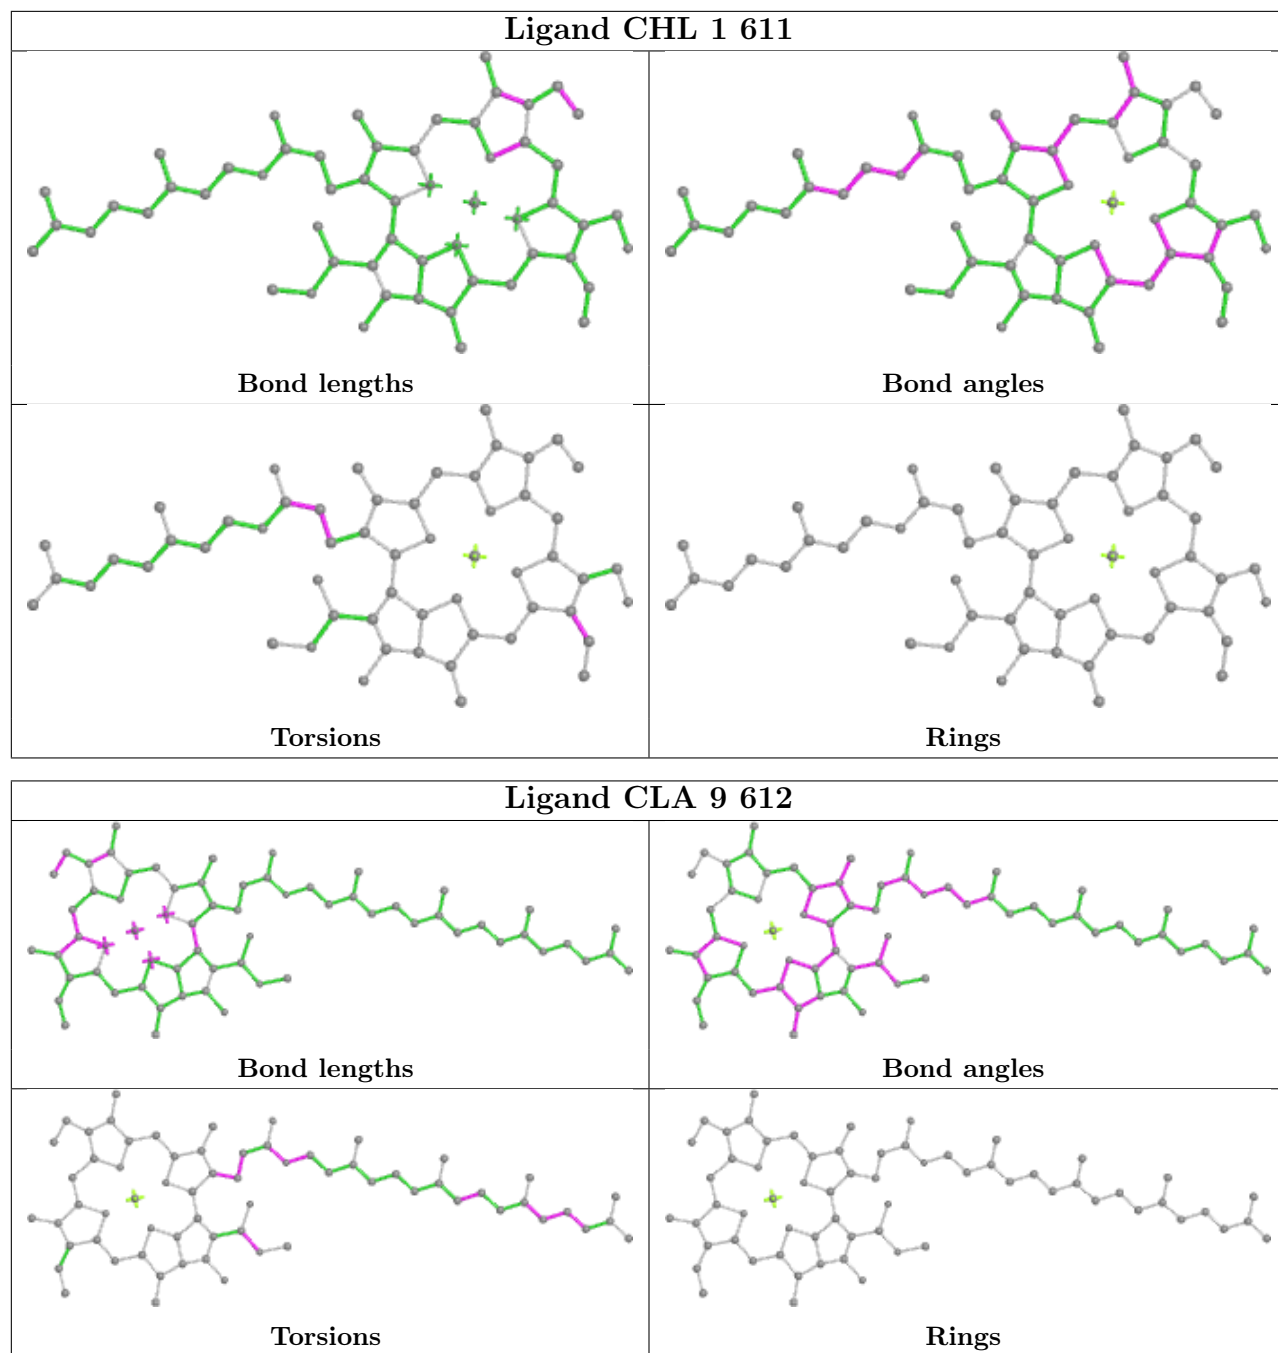 Ligand CHL 1 611
Bond lengths
Bond angles
Torsions
Rings
Ligand CLA 9 612
Bond lengths
Bond angles
Torsions
Rings